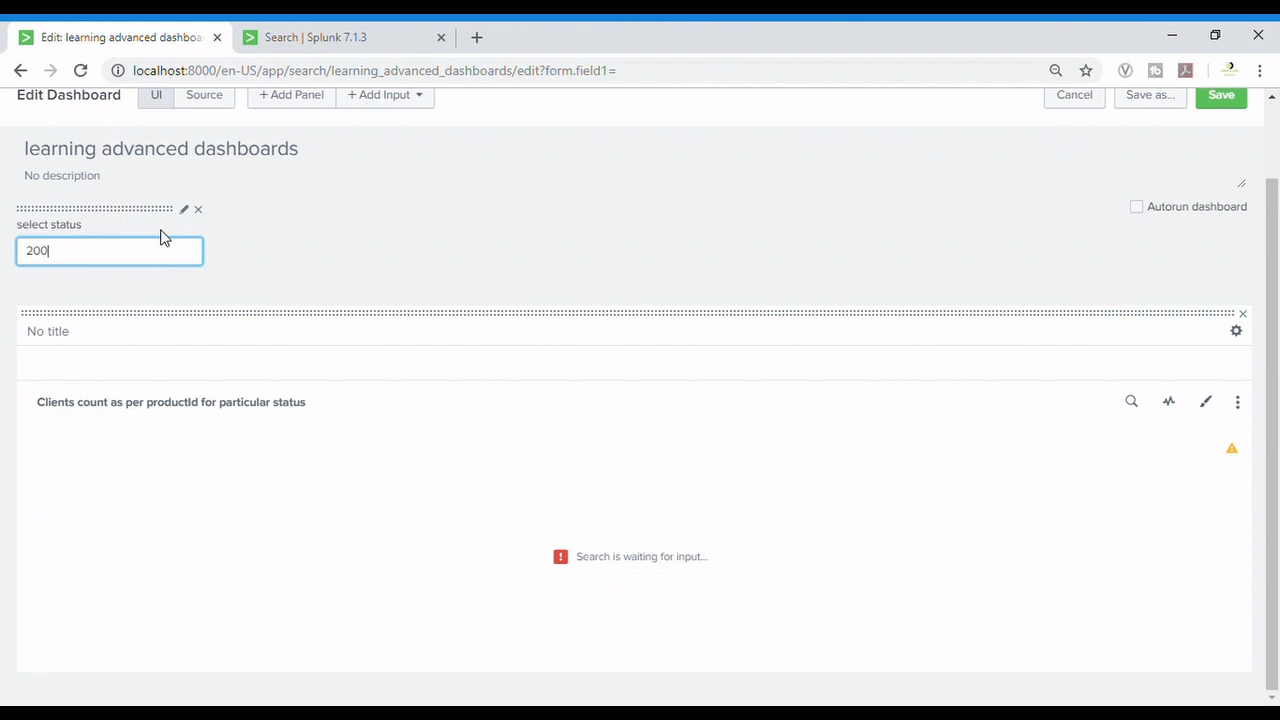 Edit: learning advanced dashboa
Search | Splunk 7.1.3
localhost:8000/en-US/app/search/learning_advanced_dashboards/edit?form.field1=
Edit Dashboard
UI
Source
+ Add Panel
+ Add Input
Cancel
Save as...
Save
learning advanced dashboards
No description
select status
Autorun dashboard
200
No title
Clients count as per productId for particular status
Search is waiting for input...